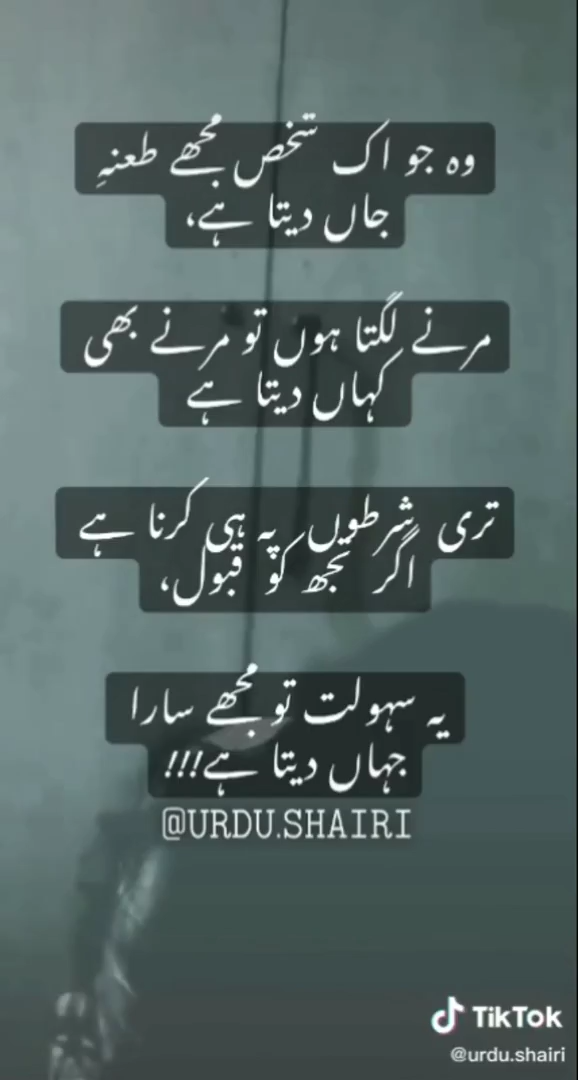 وہ جو اک شخص مجھے طعنہِ
جاں دیتا ہے،
مرنے لگتا ہوں تو مرنے بھی
کہاں دیتا ہے
تری شرطوں پہ ہی کرنا ہے
اگر تجھ کو قبول،
یہ سہولت تو مجھے سارا
جہاں دیتا ہے!!!
@URDU.SHAIRI
TikTok
@urdu.shairi